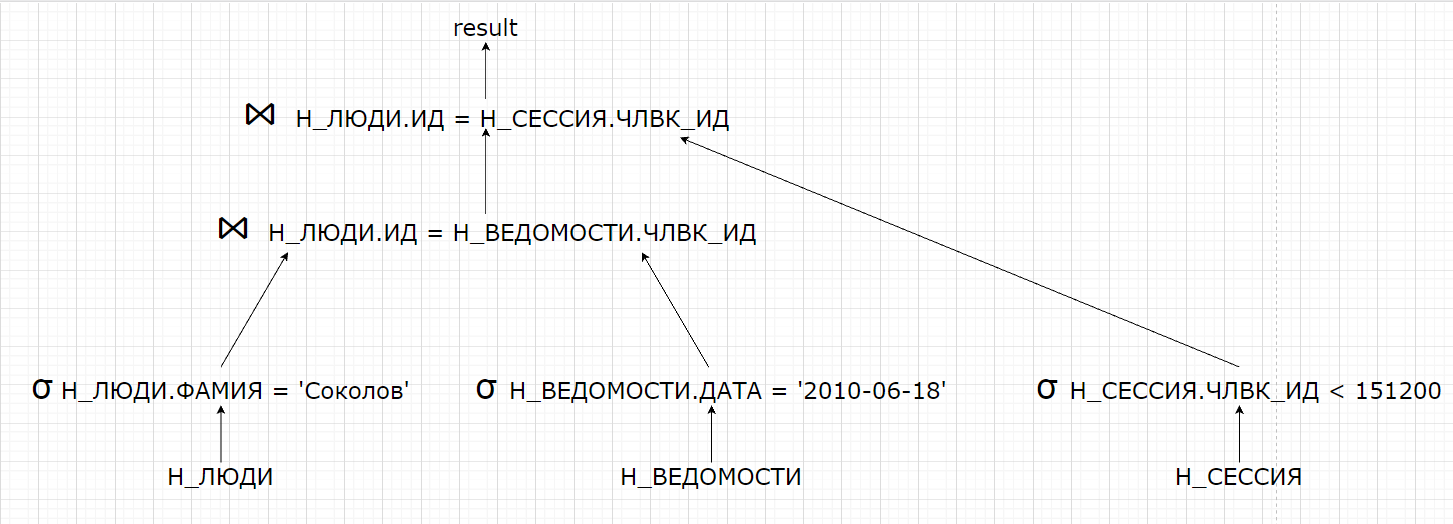 result
⋈ Н_ЛЮДИ.ИД = Н_СЕССИЯ.ЧЛВК_ИД
⋈ Н_ЛЮДИ.ИД = Н_ВЕДОМОСТИ.ЧЛВК_ИД
σ Н_ЛЮДИ.ФАМИЯ = 'Соколов'
σ Н_ВЕДОМОСТИ.ДАТА = '2010-06-18'
σ Н_СЕССИЯ.ЧЛВК_ИД < 151200
Н_ЛЮДИ
Н_ВЕДОМОСТИ
Н_СЕССИЯ